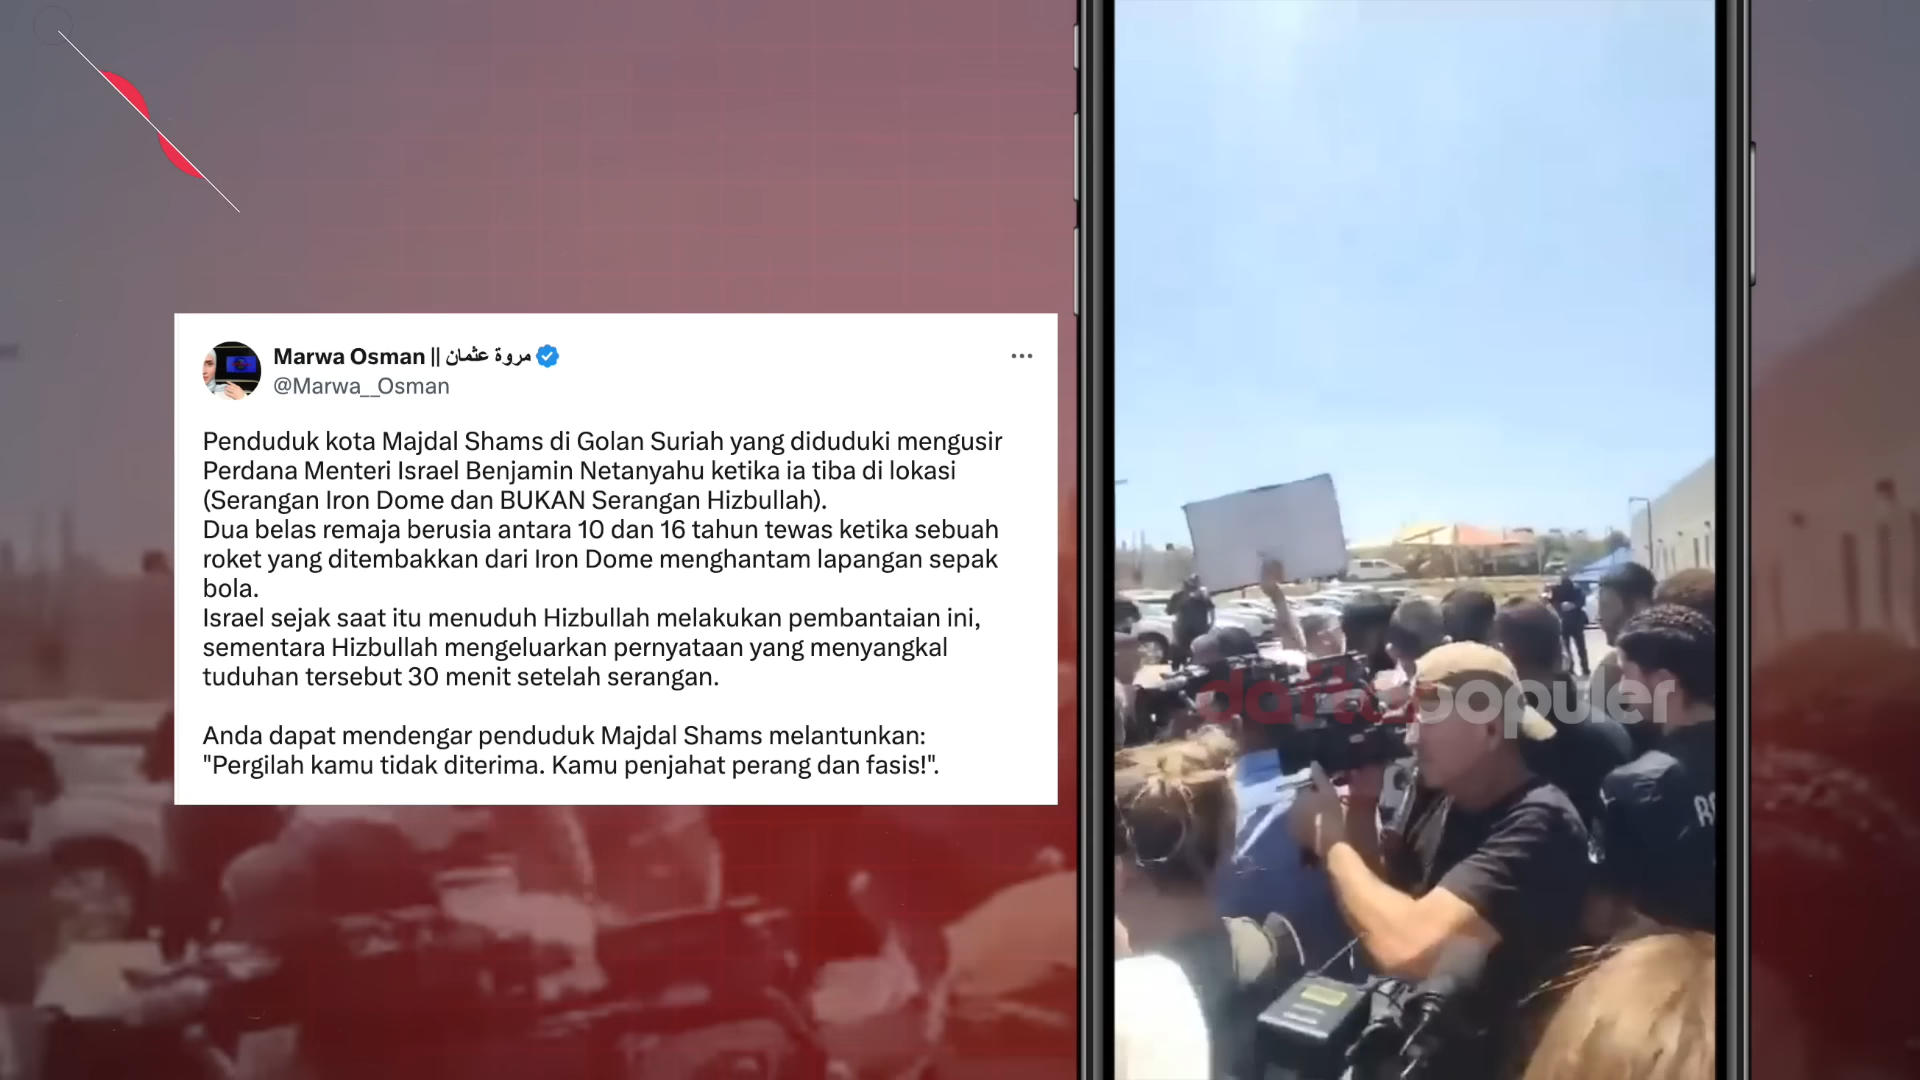 Marwa Osman || مروة عثمان
@Marwa__Osman
Penduduk kota Majdal Shams di Golan Suriah yang diduduki mengusir
Perdana Menteri Israel Benjamin Netanyahu ketika ia tiba di lokasi
(Serangan Iron Dome dan BUKAN Serangan Hizbullah).
Dua belas remaja berusia antara 10 dan 16 tahun tewas ketika sebuah
roket yang ditembakkan dari Iron Dome menghantam lapangan sepak
bola.
Israel sejak saat itu menuduh Hizbullah melakukan pembantaian ini,
sementara Hizbullah mengeluarkan pernyataan yang menyangkal
tuduhan tersebut 30 menit setelah serangan.
Anda dapat mendengar penduduk Majdal Shams melantunkan:
"Pergilah kamu tidak diterima. Kamu penjahat perang dan fasis!".
daftarpopuler